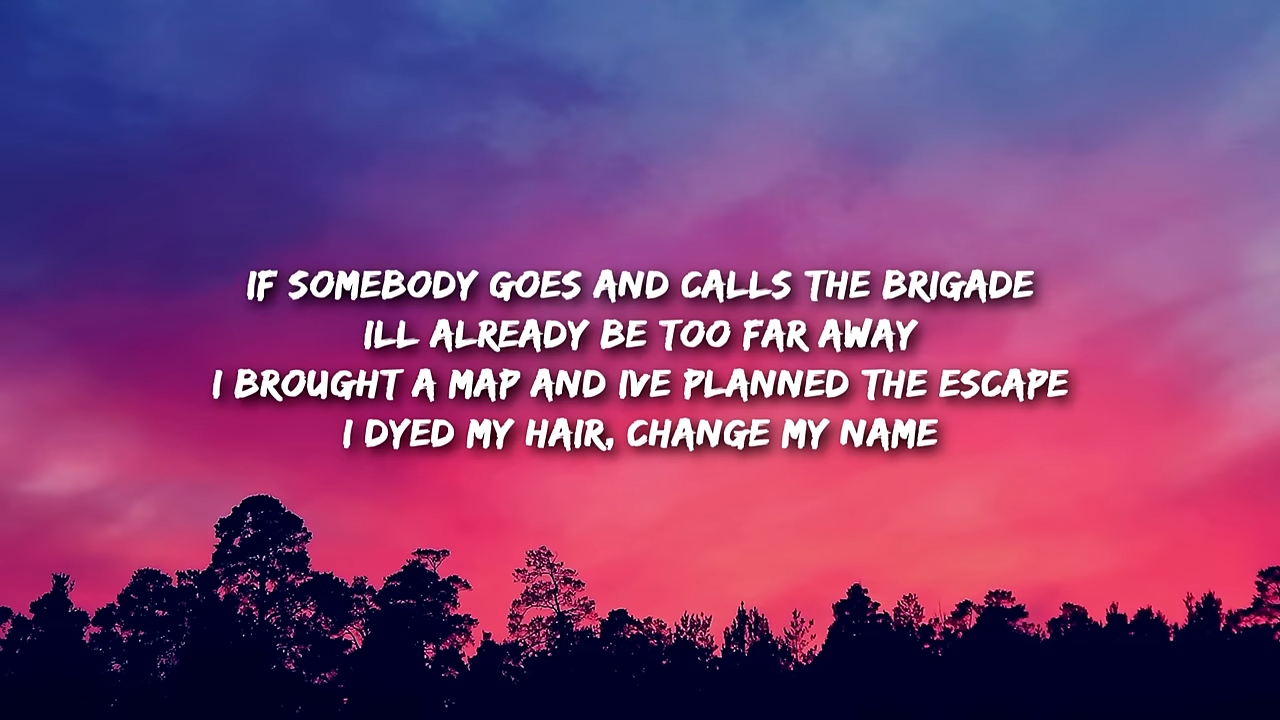 IF SOMEBODY GOES AND CALLS THE BRIGADE
ILL ALREADY BE TOO FAR AWAY
I BROUGHT A MAP AND IVE PLANNED THE ESCAPE
I DYED MY HAIR, CHANGE MY NAME